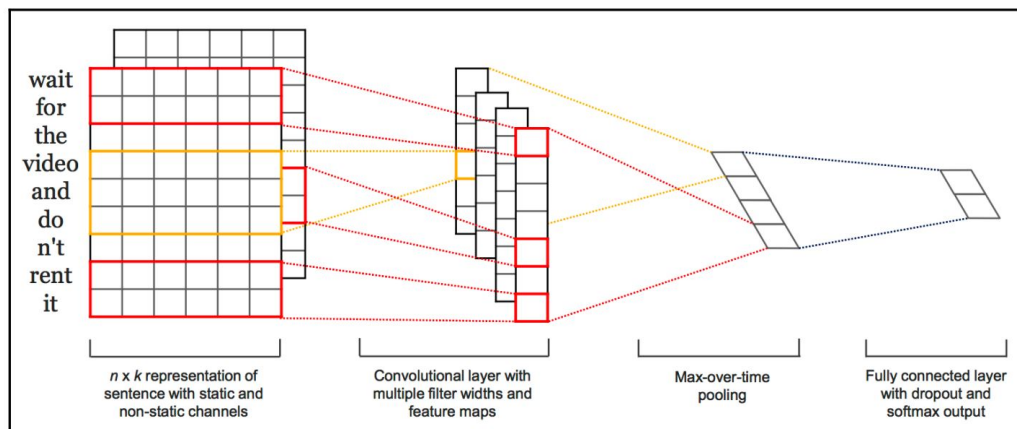 wait
for
the
video
and
do
n't
rent
it
n x k representation of
sentence with static and
non-static channels
Convolutional layer with
multiple filter widths and
feature maps
Max-over-time
pooling
Fully connected layer
with dropout and
softmax output